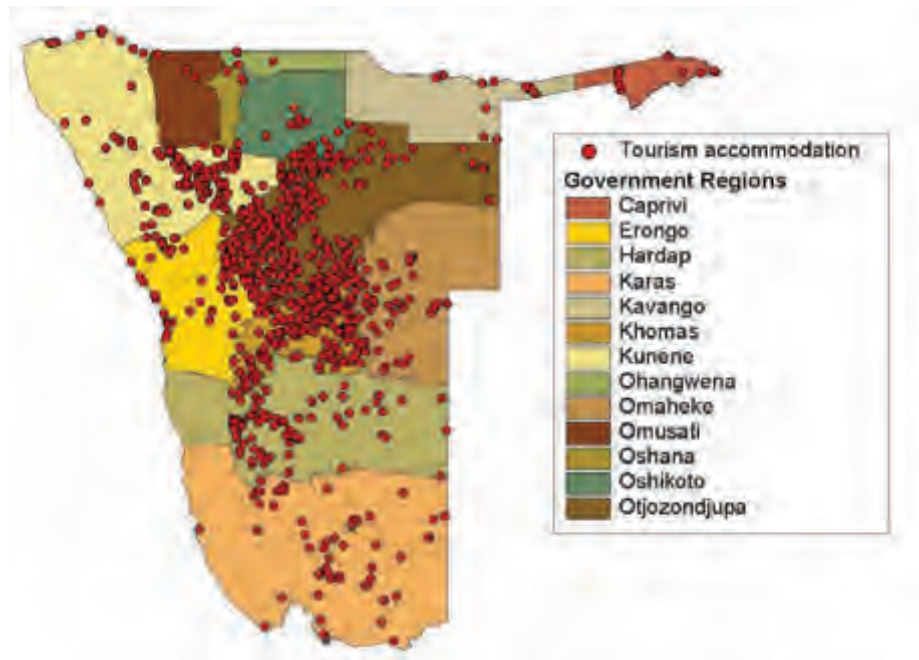 Tourism accommodation
Government Regions
Caprivi
Erongo
Hardap
Karas
Kavango
Khomas
Kunene
Ohangwena
Omaheke
Omusati
Oshana
Oshikoto
Otjozondjupa